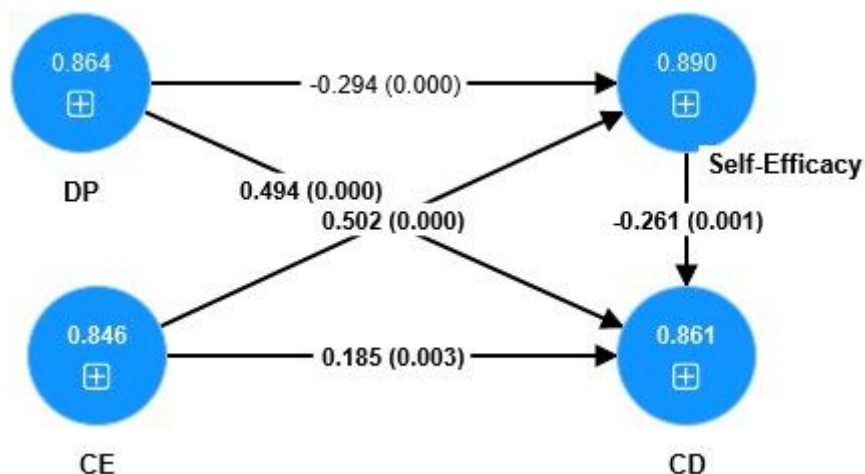 0.864
-0.294 (0.000)
0.890
DP
Self-Efficacy
0.494 (0.000)
0.502 (0.000)
-0.261 (0.001)
0.846
0.185 (0.003)
0.861
CE
CD